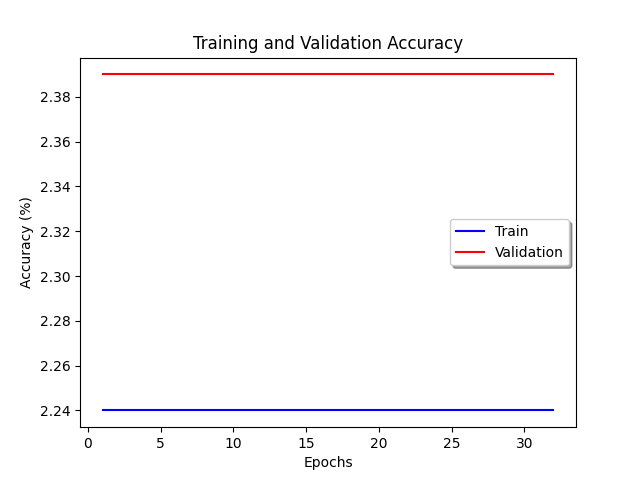 Training and Validation Accuracy
Accuracy (%)
2.38
2.36
2.34
2.32
2.30
2.28
2.26
2.24
Train
Validation
0 5 10 15 20 25 30
Epochs